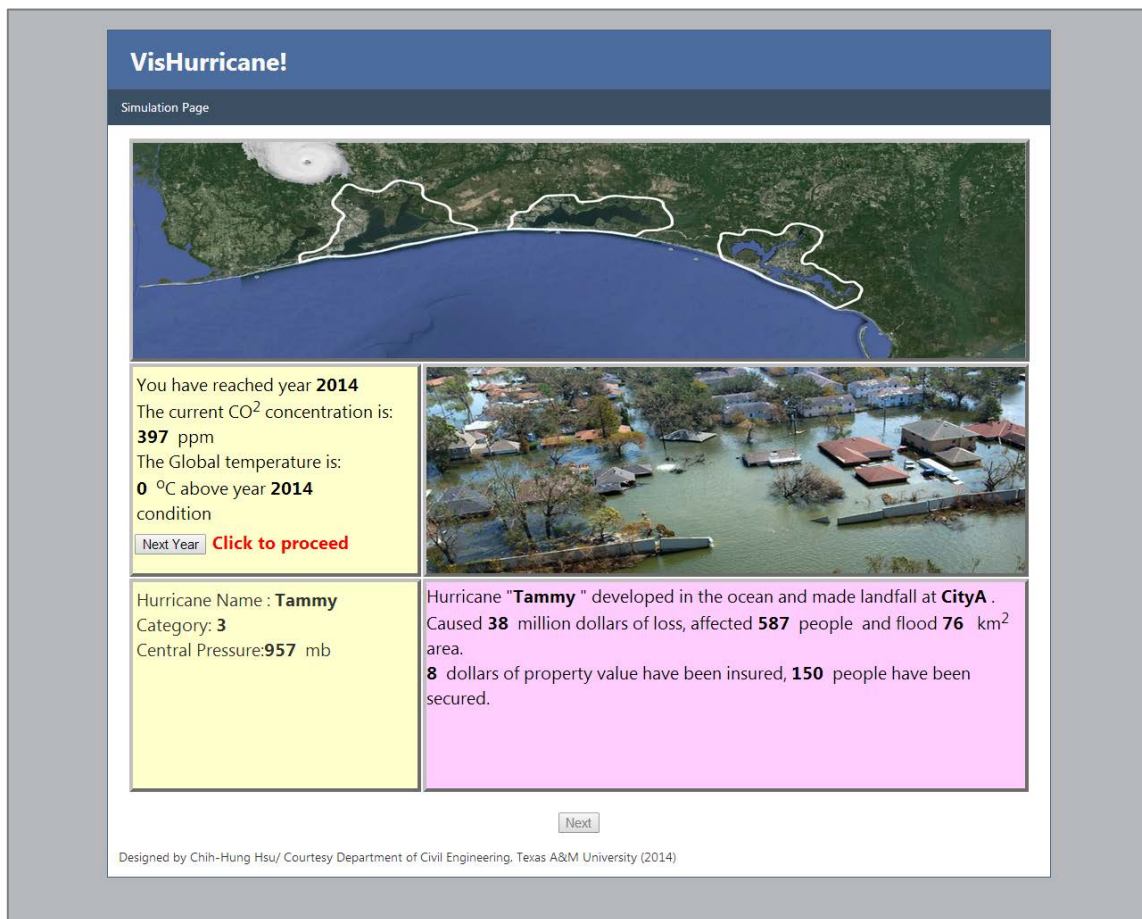 VisHurricane!
Simulation Page
You have reached year 2014
The current CO² concentration is:
397 ppm
The Global temperature is:
0 ⁰C above year 2014
condition
Next Year Click to proceed
Hurricane Name : Tammy
Category: 3
Central Pressure:957 mb
Hurricane "Tammy " developed in the ocean and made landfall at CityA .
Caused 38 million dollars of loss, affected 587 people and flood 76 km²
area.
8 dollars of property value have been insured, 150 people have been
secured.
Next
Designed by Chih-Hung Hsu/ Courtesy Department of Civil Engineering, Texas A&M University (2014)